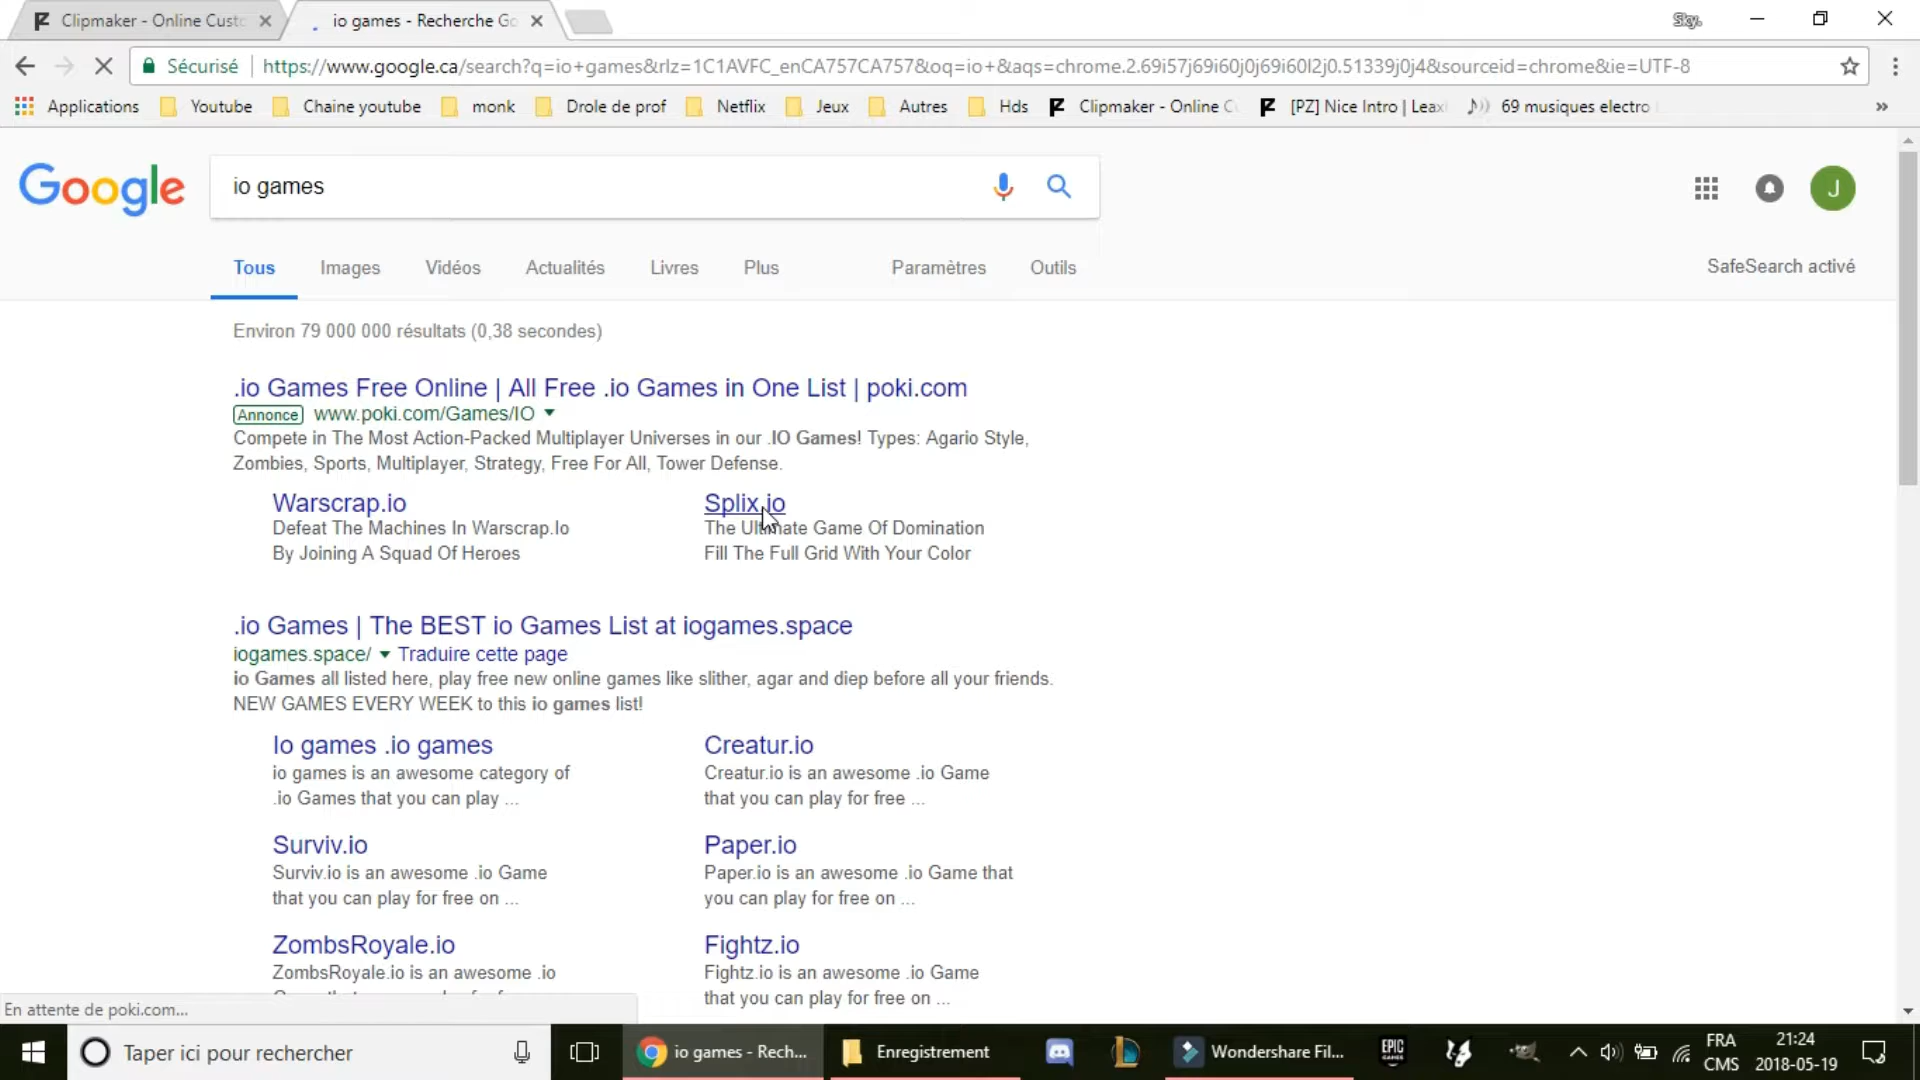 Clipmaker - Online Custo
io games - Recherche Go
Sky.
Sécurisé
https://www.google.ca/search?q=io+games&rlz=1C1AVFC_enCA757CA757&oq=io+&aqs=chrome.2.69i57j69i60j0j69i60l2j0.51339j0j4&sourceid=chrome&ie=UTF-8
Applications Youtube Chaine youtube monk Drole de prof Netflix Jeux Autres Hds Clipmaker - Online C [PZ] Nice Intro | Leax 69 musiques electro »
Google
io games
J
Tous Images Vidéos Actualités Livres Plus Paramètres Outils SafeSearch activé
Environ 79 000 000 résultats (0,38 secondes)
.io Games Free Online | All Free .io Games in One List | poki.com
Annonce www.poki.com/Games/IO
Compete in The Most Action-Packed Multiplayer Universes in our .IO Games! Types: Agario Style,
Zombies, Sports, Multiplayer, Strategy, Free For All, Tower Defense.
Warscrap.io
Defeat The Machines In Warscrap.Io
By Joining A Squad Of Heroes
Splix.io
The Ultimate Game Of Domination
Fill The Full Grid With Your Color
.io Games | The BEST io Games List at iogames.space
iogames.space/ Traduire cette page
io Games all listed here, play free new online games like slither, agar and diep before all your friends.
NEW GAMES EVERY WEEK to this io games list!
Io games .io games
io games is an awesome category of
.io Games that you can play ...
Creatur.io
Creatur.io is an awesome .io Game
that you can play for free ...
Surviv.io
Surviv.io is an awesome .io Game
that you can play for free on ...
Paper.io
Paper.io is an awesome .io Game that
you can play for free on ...
ZombsRoyale.io
ZombsRoyale.io is an awesome .io
Fightz.io
Fightz.io is an awesome .io Game
that you can play for free on ...
En attente de poki.com...
Taper ici pour rechercher
io games - Rech...
Enregistrement
Wondershare Fil...
EPIC GAMES
FRA
CMS
21:24
2018-05-19